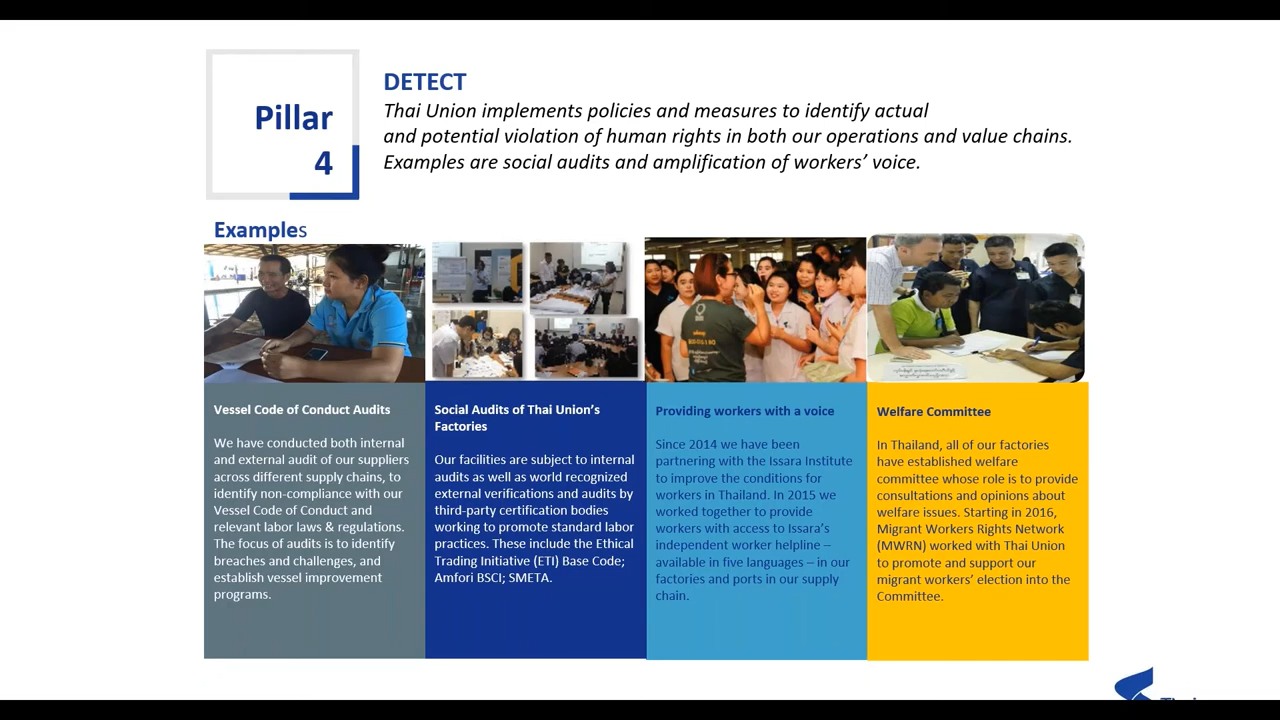 Pillar
4
DETECT
Thai Union implements policies and measures to identify actual
and potential violation of human rights in both our operations and value chains.
Examples are social audits and amplification of workers’ voice.
Examples
Vessel Code of Conduct Audits
We have conducted both internal
and external audit of our suppliers
across different supply chains, to
identify non-compliance with our
Vessel Code of Conduct and
relevant labor laws & regulations.
The focus of audits is to identify
breaches and challenges, and
establish vessel improvement
programs.
Social Audits of Thai Union’s
Factories
Our facilities are subject to internal
audits as well as world recognized
external verifications and audits by
third-party certification bodies
working to promote standard labor
practices. These include the Ethical
Trading Initiative (ETI) Base Code;
Amfori BSCI; SMETA.
Providing workers with a voice
Since 2014 we have been
partnering with the Issara Institute
to improve the conditions for
workers in Thailand. In 2015 we
worked together to provide
workers with access to Issara’s
independent worker helpline –
available in five languages – in our
factories and ports in our supply
chain.
Welfare Committee
In Thailand, all of our factories
have established welfare
committee whose role is to provide
consultations and opinions about
welfare issues. Starting in 2016,
Migrant Workers Rights Network
(MWRN) worked with Thai Union
to promote and support our
migrant workers’ election into the
Committee.